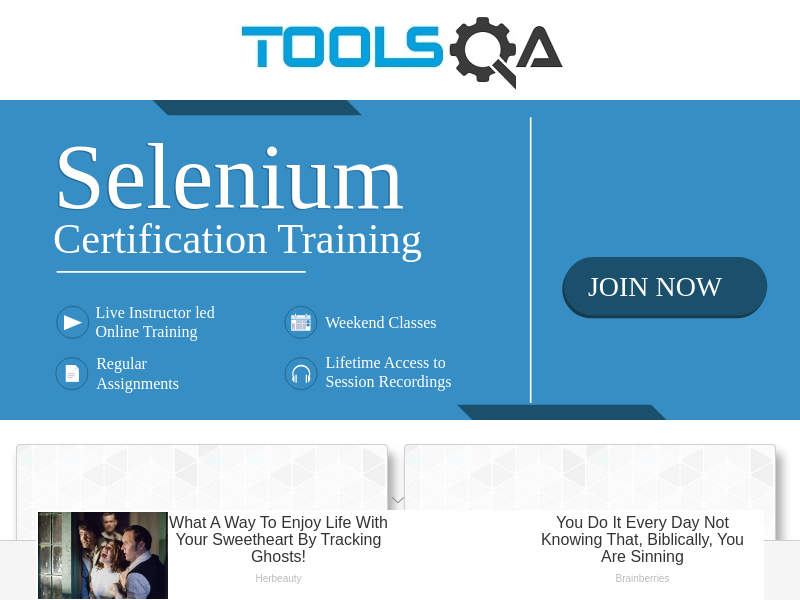 TOOLSQA
Selenium
Certification Training
JOIN NOW
Live Instructor led
Online Training
Weekend Classes
Regular
Assignments
Lifetime Access to
Session Recordings
What A Way To Enjoy Life With
Your Sweetheart By Tracking
Ghosts!
Herbeauty
You Do It Every Day Not
Knowing That, Biblically, You
Are Sinning
Brainberries